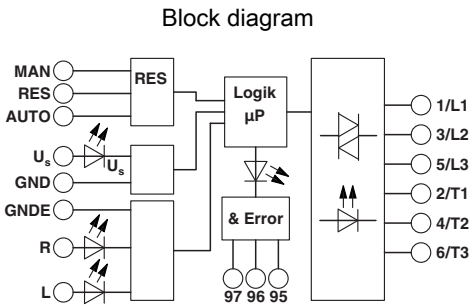 Block diagram
MAN
RES
AUTO
RES
Us
Us
GND
GNDE
R
L
Logik
µP
& Error
97 96 95
1/L1
3/L2
5/L3
2/T1
4/T2
6/T3